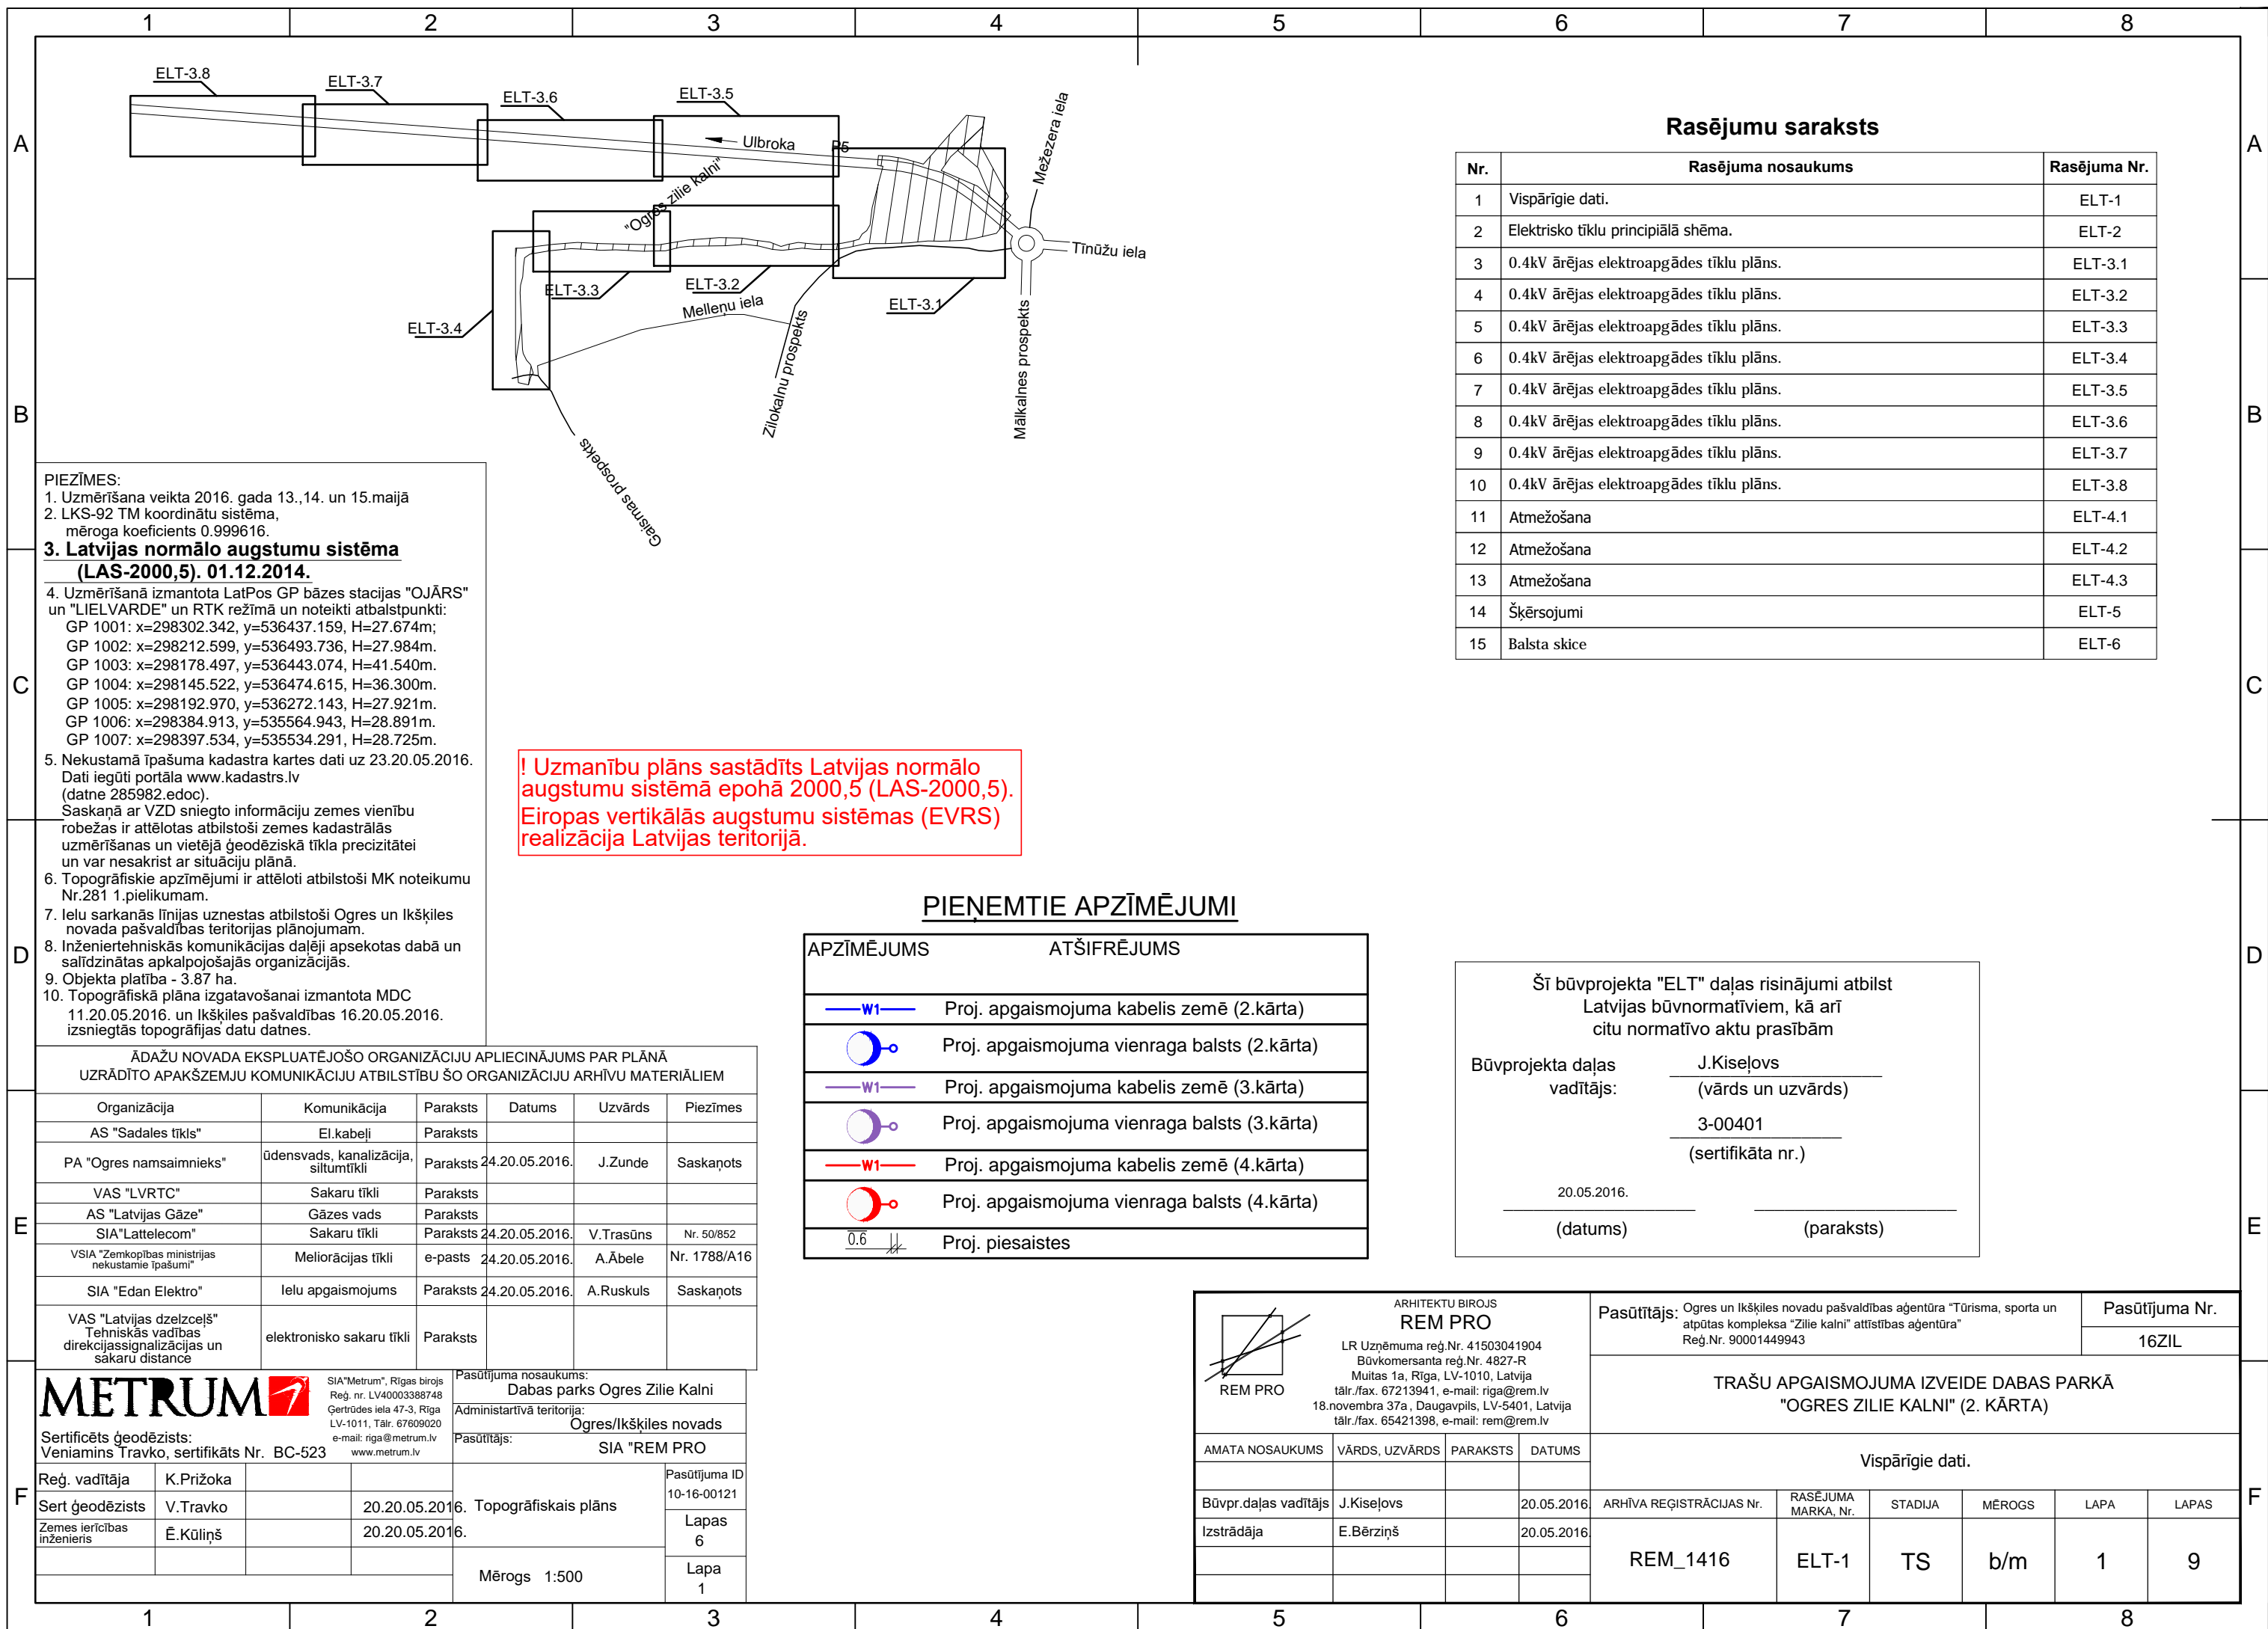 1 2 3 4 5 6 7 8
A
B
C
D
E
F
ELT-3.8
ELT-3.7
ELT-3.6
ELT-3.5
Ulbroka
P5
"Ogres zilie kalni"
Mežezera iela
Tīnūžu iela
ELT-3.3
ELT-3.2
ELT-3.1
ELT-3.4
Melleņu iela
Zilokalnu prospekts
Mālkalnes prospekts
Gaismas prospekts
Rasējumu saraksts
Nr. Rasējuma nosaukums Rasējuma Nr.
1 Vispārīgie dati. ELT-1
2 Elektrisko tīklu principiālā shēma. ELT-2
3 0.4kV ārējas elektroapgādes tīklu plāns. ELT-3.1
4 0.4kV ārējas elektroapgādes tīklu plāns. ELT-3.2
5 0.4kV ārējas elektroapgādes tīklu plāns. ELT-3.3
6 0.4kV ārējas elektroapgādes tīklu plāns. ELT-3.4
7 0.4kV ārējas elektroapgādes tīklu plāns. ELT-3.5
8 0.4kV ārējas elektroapgādes tīklu plāns. ELT-3.6
9 0.4kV ārējas elektroapgādes tīklu plāns. ELT-3.7
10 0.4kV ārējas elektroapgādes tīklu plāns. ELT-3.8
11 Atmežošana ELT-4.1
12 Atmežošana ELT-4.2
13 Atmežošana ELT-4.3
14 Šķērsojumi ELT-5
15 Balsta skice ELT-6
PIEZĪMES:
1. Uzmērīšana veikta 2016. gada 13.,14. un 15.maijā
2. LKS-92 TM koordinātu sistēma,
mēroga koeficients 0.999616.
3. Latvijas normālo augstumu sistēma
(LAS-2000,5). 01.12.2014.
4. Uzmērīšanā izmantota LatPos GP bāzes stacijas "OJĀRS"
un "LIELVARDE" un RTK režīmā un noteikti atbalstpunkti:
GP 1001: x=298302.342, y=536437.159, H=27.674m;
GP 1002: x=298212.599, y=536493.736, H=27.984m.
GP 1003: x=298178.497, y=536443.074, H=41.540m.
GP 1004: x=298145.522, y=536474.615, H=36.300m.
GP 1005: x=298192.970, y=536272.143, H=27.921m.
GP 1006: x=298384.913, y=535564.943, H=28.891m.
GP 1007: x=298397.534, y=535534.291, H=28.725m.
5. Nekustamā īpašuma kadastra kartes dati uz 23.20.05.2016.
Dati iegūti portāla www.kadastrs.lv
(datne 285982.edoc).
Saskaņā ar VZD sniegto informāciju zemes vienību
robežas ir attēlotas atbilstoši zemes kadastrālās
uzmērīšanas un vietējā ģeodēziskā tīkla precizitātei
un var nesakrist ar situāciju plānā.
6. Topogrāfiskie apzīmējumi ir attēloti atbilstoši MK noteikumu
Nr.281 1.pielikumam.
7. Ielu sarkanās līnijas uznestas atbilstoši Ogres un Ikšķiles
novada pašvaldības teritorijas plānojumam.
8. Inženiertehniskās komunikācijas daļēji apsekotas dabā un
salīdzinātas apkalpojošajās organizācijās.
9. Objekta platība - 3.87 ha.
10. Topogrāfiskā plāna izgatavošanai izmantota MDC
11.20.05.2016. un Ikšķiles pašvaldības 16.20.05.2016.
izsniegtās topogrāfijas datu datnes.
! Uzmanību plāns sastādīts Latvijas normālo
augstumu sistēmā epohā 2000,5 (LAS-2000,5).
Eiropas vertikālās augstumu sistēmas (EVRS)
realizācija Latvijas teritorijā.
PIEŅEMTIE APZĪMĒJUMI
APZĪMĒJUMS ATŠIFRĒJUMS
W1 Proj. apgaismojuma kabelis zemē (2.kārta)
Proj. apgaismojuma vienraga balsts (2.kārta)
W1 Proj. apgaismojuma kabelis zemē (3.kārta)
Proj. apgaismojuma vienraga balsts (3.kārta)
W1 Proj. apgaismojuma kabelis zemē (4.kārta)
Proj. apgaismojuma vienraga balsts (4.kārta)
0.6 Proj. piesaistes
Šī būvprojekta "ELT" daļas risinājumi atbilst
Latvijas būvnormatīviem, kā arī
citu normatīvo aktu prasībām
Būvprojekta daļas J.Kiseļovs
vadītājs: (vārds un uzvārds)
3-00401
(sertifikāta nr.)
20.05.2016.
(datums) (paraksts)
ĀDAŽU NOVADA EKSPLUATĒJOŠO ORGANIZĀCIJU APLIECINĀJUMS PAR PLĀNĀ
UZRĀDĪTO APAKŠZEMJU KOMUNIKĀCIJU ATBILSTĪBU ŠO ORGANIZĀCIJU ARHĪVU MATERIĀLIEM
Organizācija Komunikācija Paraksts Datums Uzvārds Piezīmes
AS "Sadales tīkls" El.kabeļi Paraksts
PA "Ogres namsaimnieks" ūdensvads, kanalizācija, siltumtīkli Paraksts 24.20.05.2016. J.Zunde Saskaņots
VAS "LVRTC" Sakaru tīkli Paraksts
AS "Latvijas Gāze" Gāzes vads Paraksts
SIA"Lattelecom" Sakaru tīkli Paraksts 24.20.05.2016. V.Trasūns Nr. 50/852
VSIA "Zemkopības ministrijas nekustamie īpašumi" Meliorācijas tīkli e-pasts 24.20.05.2016. A.Ābele Nr. 1788/A16
SIA "Edan Elektro" Ielu apgaismojums Paraksts 24.20.05.2016. A.Ruskuls Saskaņots
VAS "Latvijas dzelzceļš"
Tehniskās vadības
direkcijassignalizācijas un
sakaru distance
elektronisko sakaru tīkli Paraksts
METRUM
SIA"Metrum", Rīgas birojs
Reģ. nr. LV40003388748
Ģertrūdes iela 47-3, Rīga
LV-1011, Tālr. 67609020
e-mail: riga@metrum.lv
www.metrum.lv
Sertificēts ģeodēzists:
Veniamins Travko, sertifikāts Nr. BC-523
Pasūtījuma nosaukums:
Dabas parks Ogres Zilie Kalni
Administartīvā teritorija:
Ogres/Ikšķiles novads
Pasūtītājs:
SIA "REM PRO
Reģ. vadītāja K.Prižoka
Sert ģeodēzists V.Travko 20.20.05.2016.
Zemes ierīcības inženieris Ē.Kūliņš 20.20.05.2016.
Topogrāfiskais plāns
Mērogs 1:500
Pasūtījuma ID
10-16-00121
Lapas
6
Lapa
1
REM PRO
ARHITEKTU BIROJS
REM PRO
LR Uzņēmuma reģ.Nr. 41503041904
Būvkomersanta reģ.Nr. 4827-R
Muitas 1a, Rīga, LV-1010, Latvija
tālr./fax. 67213941, e-mail: riga@rem.lv
18.novembra 37a, Daugavpils, LV-5401, Latvija
tālr./fax. 65421398, e-mail: rem@rem.lv
Pasūtītājs: Ogres un Ikšķiles novadu pašvaldības aģentūra “Tūrisma, sporta un
atpūtas kompleksa “Zilie kalni” attīstības aģentūra”
Reģ.Nr. 90001449943
Pasūtījuma Nr.
16ZIL
TRAŠU APGAISMOJUMA IZVEIDE DABAS PARKĀ
"OGRES ZILIE KALNI" (2. KĀRTA)
AMATA NOSAUKUMS VĀRDS, UZVĀRDS PARAKSTS DATUMS
Vispārīgie dati.
Būvpr.daļas vadītājs J.Kiseļovs 20.05.2016.
Izstrādāja E.Bērziņš 20.05.2016.
ARHĪVA REĢISTRĀCIJAS Nr. RASĒJUMA MARKA, Nr. STADIJA MĒROGS LAPA LAPAS
REM_1416 ELT-1 TS b/m 1 9
A
B
C
D
E
F
1 2 3 4 5 6 7 8